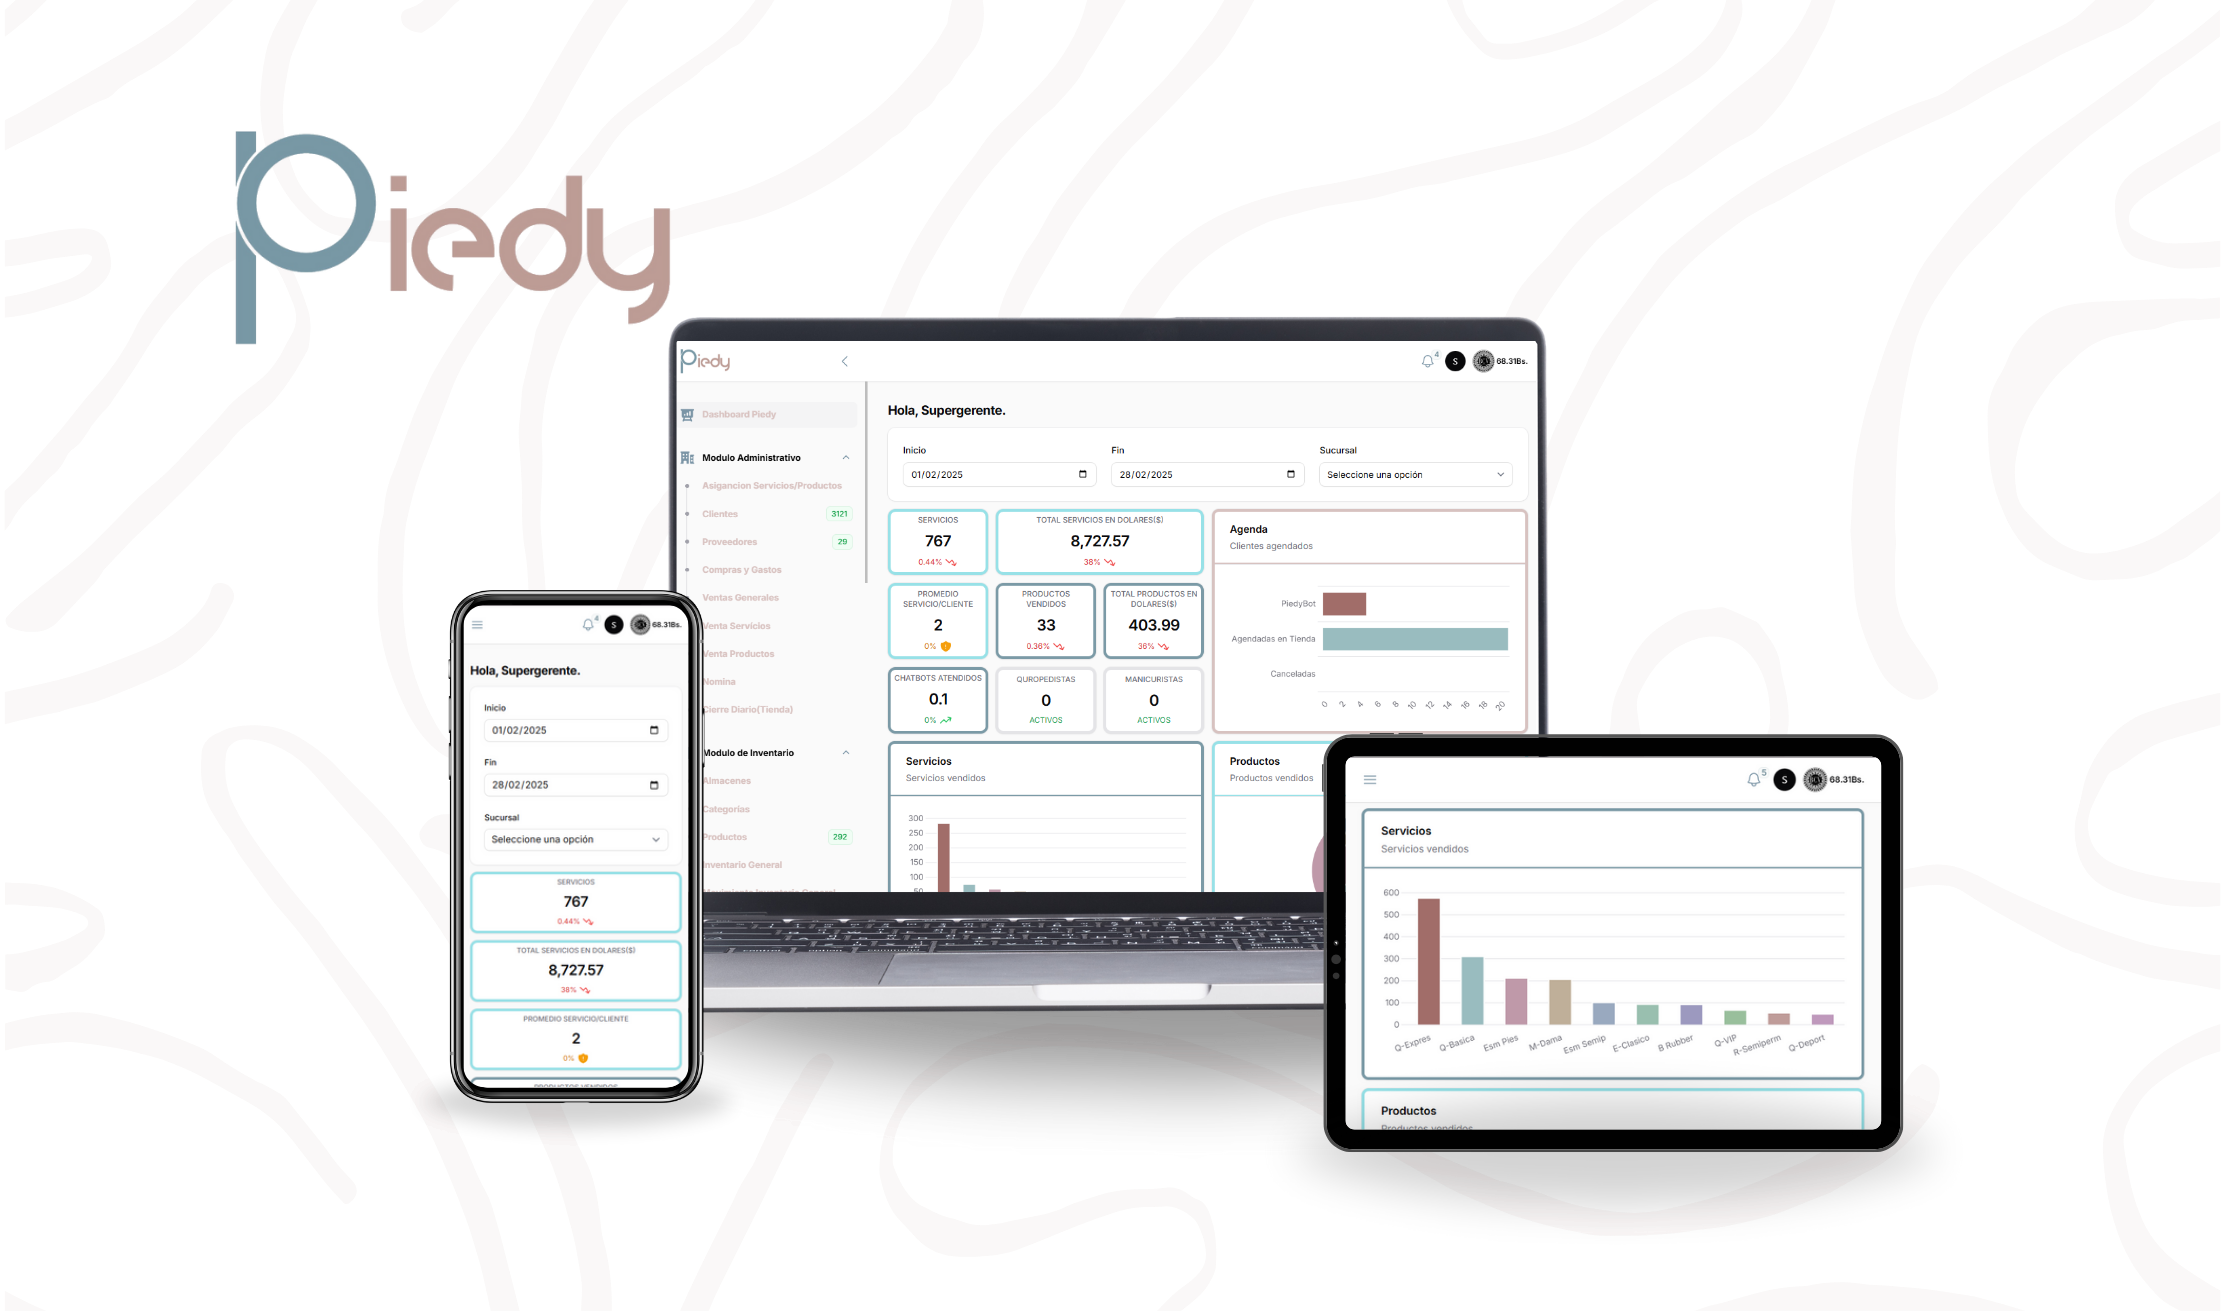 Piedy
Piedy
4
S
68.31Bs.
Dashboard Piedy
Modulo Administrativo
Asigancion Servicios/Productos
Clientes
3121
Proveedores
29
Compras y Gastos
Ventas Generales
Venta Servicios
Venta Productos
Nomina
Cierre Diario(Tienda)
Modulo de Inventario
Almacenes
Categorias
Productos
292
Inventario General
Movimiento Inventario General
Hola, Supergerente.
Inicio
Fin
Sucursal
01/02/2025
28/02/2025
Seleccione una opción
SERVICIOS
767
0.44%
TOTAL SERVICIOS EN DOLARES($)
8,727.57
38%
PROMEDIO
SERVICIO/CLIENTE
2
0%
PRODUCTOS
VENDIDOS
33
0.36%
TOTAL PRODUCTOS EN
DOLARES($)
403.99
36%
CHATBOTS ATENDIDOS
0.1
0%
QUROPEDISTAS
0
ACTIVOS
MANICURISTAS
0
ACTIVOS
Agenda
Clientes agendados
PiedyBot
Agendadas en Tienda
Canceladas
0 2 4 6 8 10 12 14 16 18 20
Servicios
Servicios vendidos
300
250
200
150
100
50
Productos
Productos vendidos
4
S
68.31Bs.
Hola, Supergerente.
Inicio
01/02/2025
Fin
28/02/2025
Sucursal
Seleccione una opción
SERVICIOS
767
0.44%
TOTAL SERVICIOS EN DOLARES($)
8,727.57
38%
PROMEDIO SERVICIO/CLIENTE
2
0%
PRODUCTOS VENDIDOS
5
S
68.31Bs.
Servicios
Servicios vendidos
600
500
400
300
200
100
0
Q-Expres Q-Basica Esm Pies M-Dama Esm Semip E-Clasico B Rubber Q-VIP R-Semiperm Q-Deport
Productos
Productos vendidos